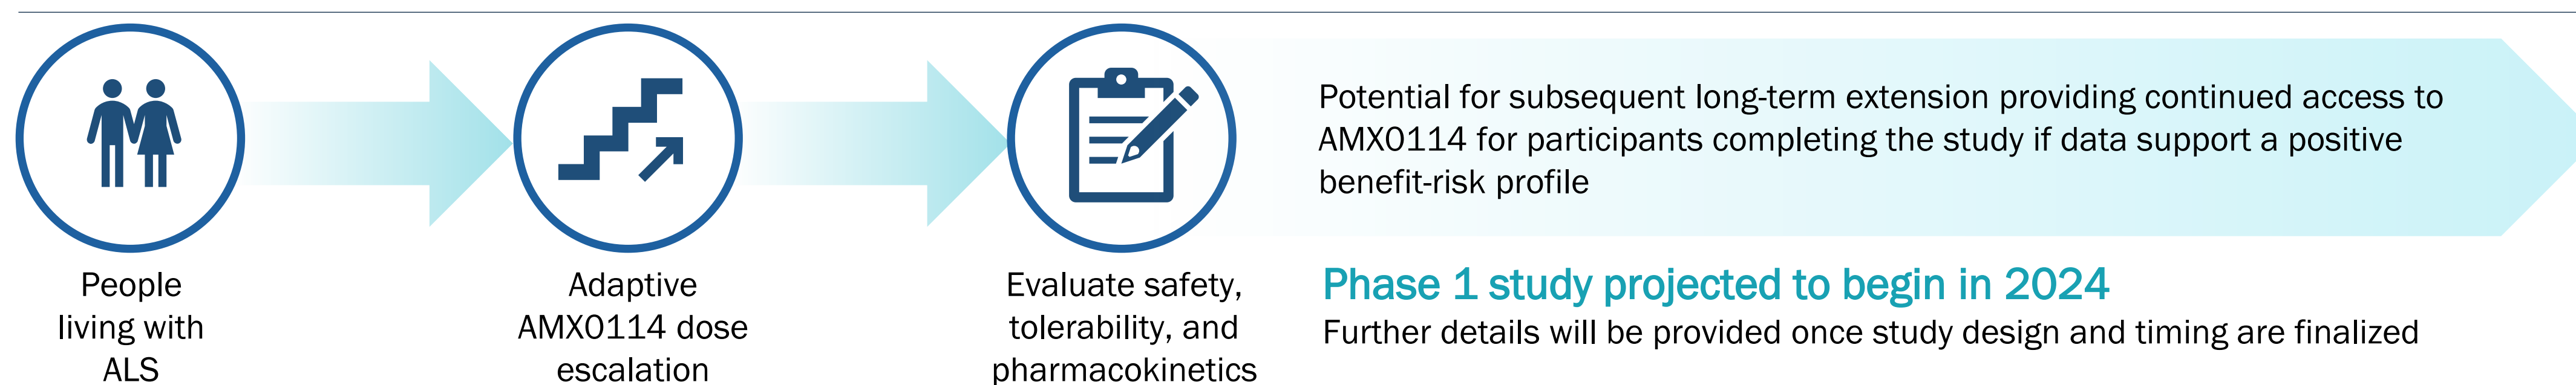 People
living with
ALS
Adaptive
AMX0114 dose
escalation
Evaluate safety,
tolerability, and
pharmacokinetics
Potential for subsequent long-term extension providing continued access to
AMX0114 for participants completing the study if data support a positive
benefit-risk profile
Phase 1 study projected to begin in 2024
Further details will be provided once study design and timing are finalized